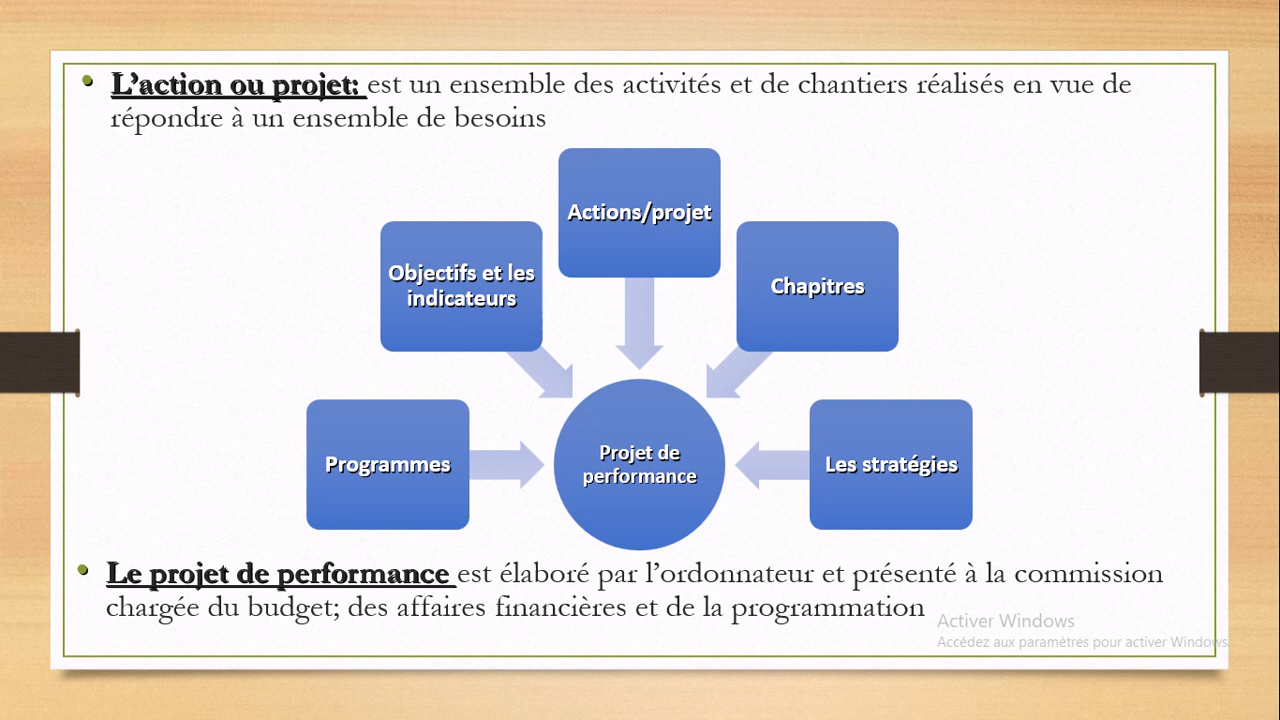 L’action ou projet: est un ensemble des activités et de chantiers réalisés en vue de
répondre à un ensemble de besoins
Actions/projet
Objectifs et les
indicateurs
Chapitres
Programmes
Projet de
performance
Les stratégies
Le projet de performance est élaboré par l’ordonnateur et présenté à la commission
chargée du budget; des affaires financières et de la programmation
Activer Windows
Accédez aux paramètres pour activer Windows.